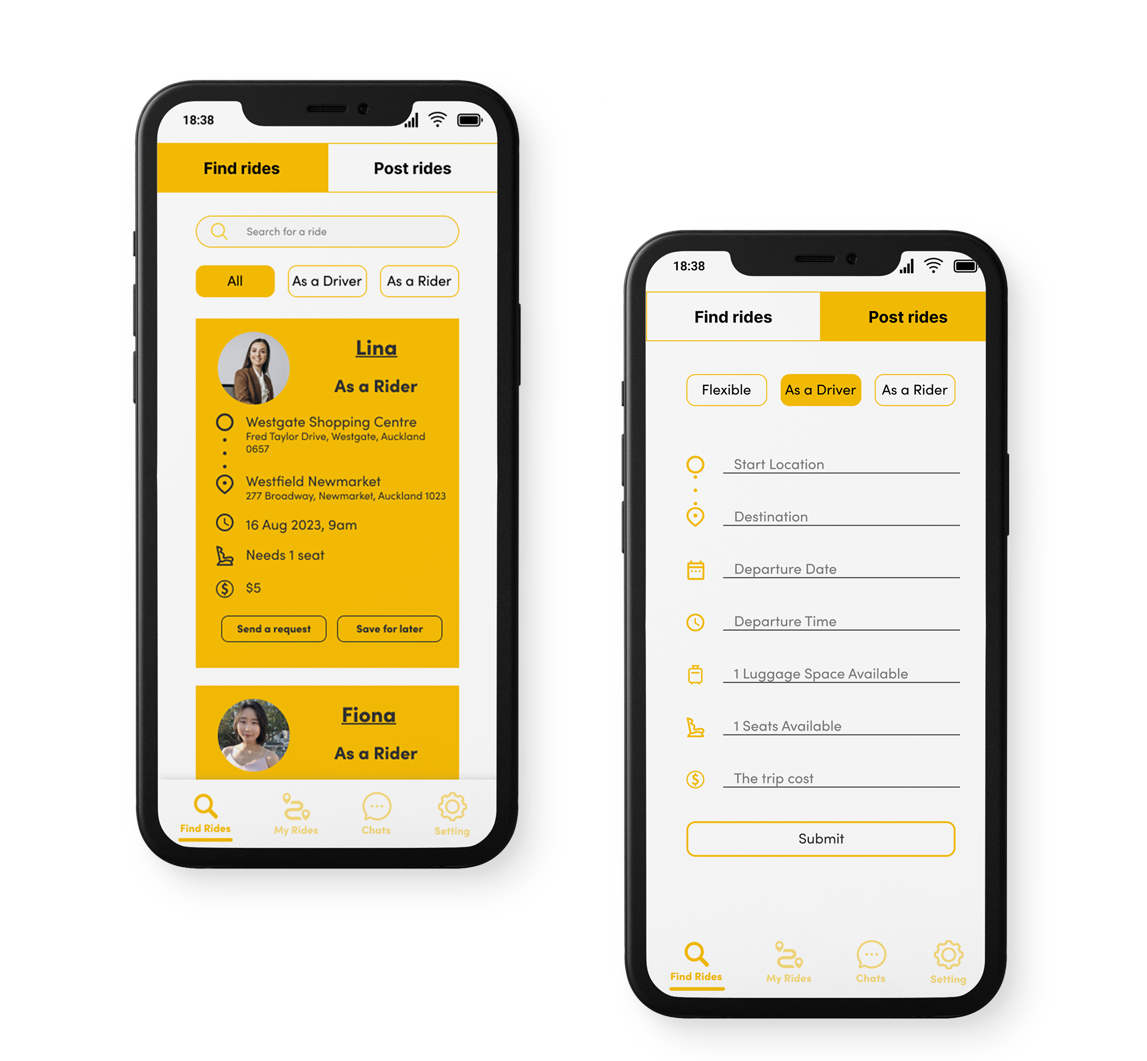 18:38
Find rides
Post rides
Search for a ride
All
As a Driver
As a Rider
Lina
As a Rider
Westgate Shopping Centre
Fred Taylor Drive, Westgate, Auckland
0657
Westfield Newmarket
277 Broadway, Newmarket, Auckland 1023
16 Aug 2023, 9am
Needs 1 seat
$5
Send a request
Save for later
Fiona
As a Rider
Find Rides
My Rides
Chats
Setting
18:38
Find rides
Post rides
Flexible
As a Driver
As a Rider
Start Location
Destination
Departure Date
Departure Time
1 Luggage Space Available
1 Seats Available
The trip cost
Submit
Find Rides
My Rides
Chats
Setting